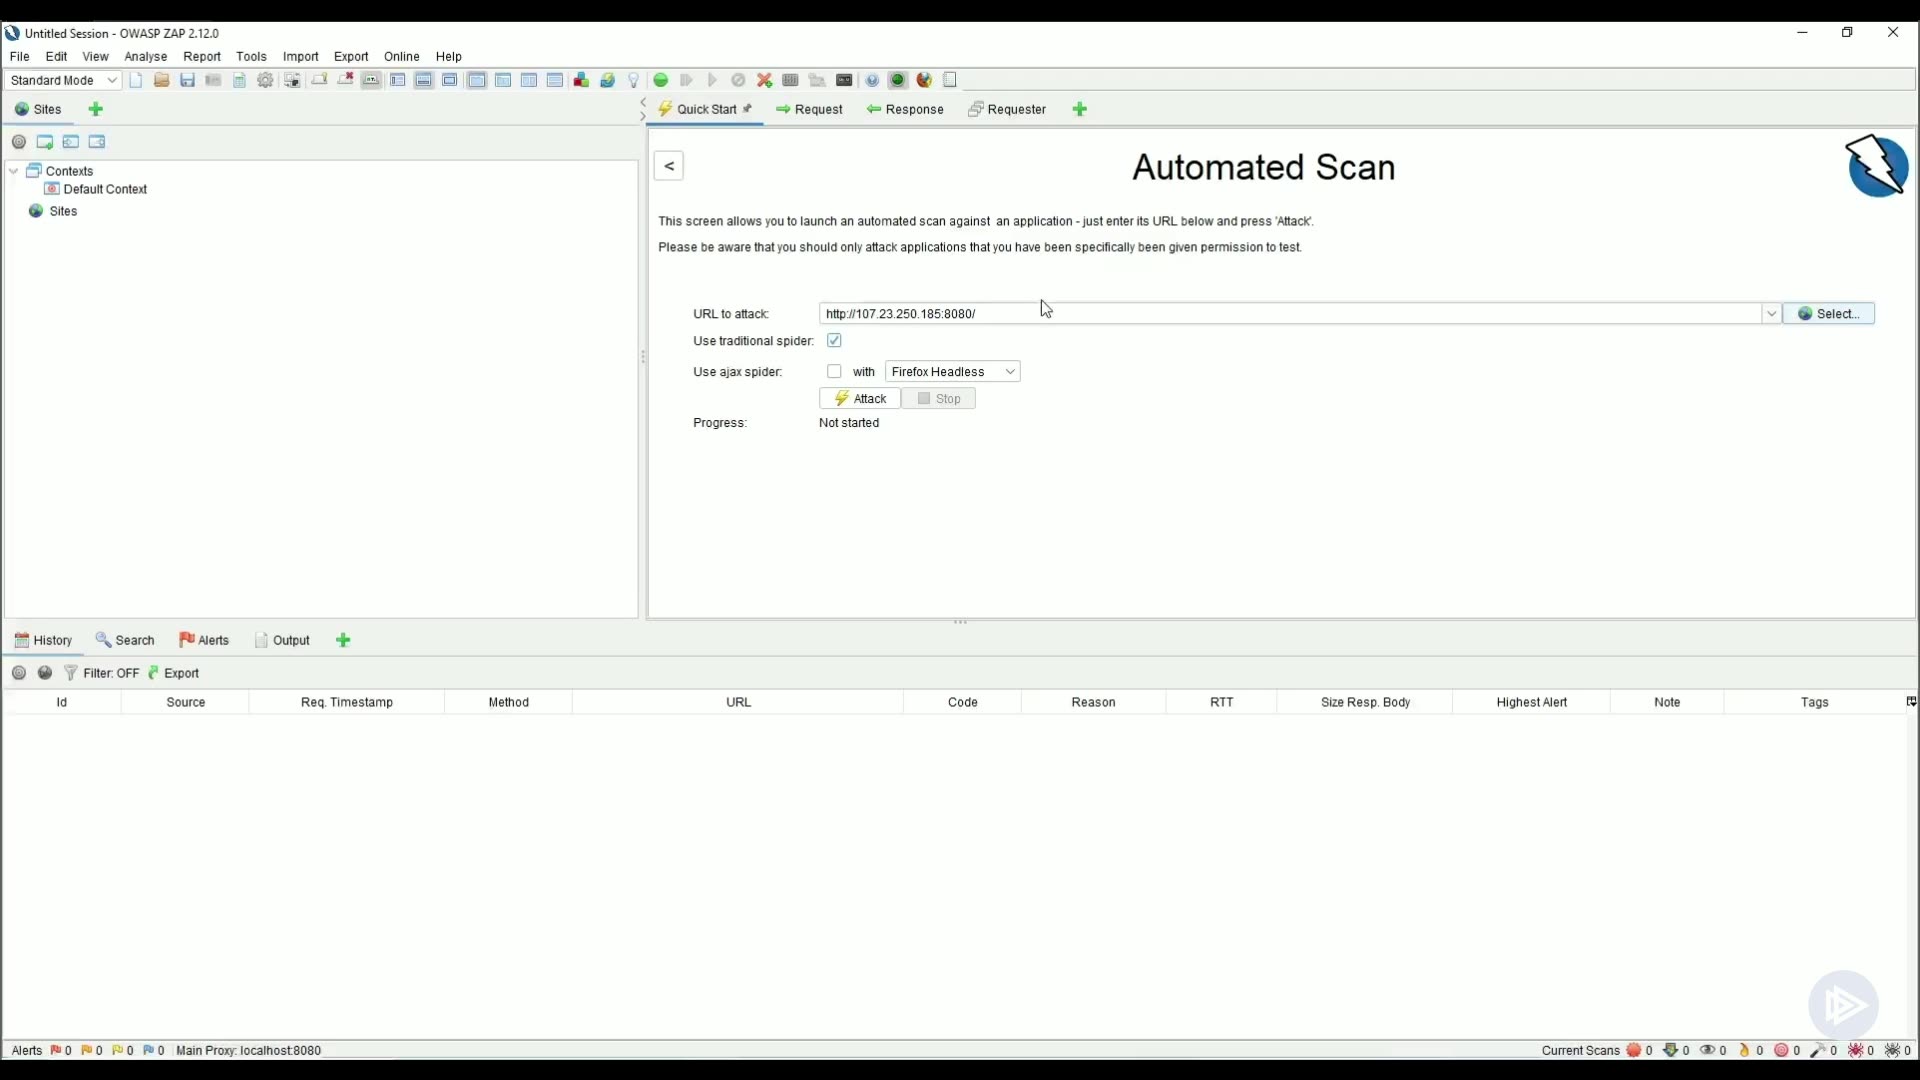 Untitled Session - OWASP ZAP 2.12.0
File Edit View Analyse Report Tools Import Export Online Help
Standard Mode
Sites
Quick Start Request Response Requester
<
Automated Scan
Contexts
Default Context
Sites
This screen allows you to launch an automated scan against an application - just enter its URL below and press 'Attack'.
Please be aware that you should only attack applications that you have been specifically been given permission to test.
URL to attack: http://107.23.250.185:8080/ Select...
Use traditional spider:
Use ajax spider: with Firefox Headless
Attack Stop
Progress: Not started
History Search Alerts Output
Filter: OFF Export
Id Source Req. Timestamp Method URL Code Reason RTT Size Resp. Body Highest Alert Note Tags
Alerts 0 0 0 0 Main Proxy: localhost:8080 Current Scans 0 0 0 0 0 0 0 0